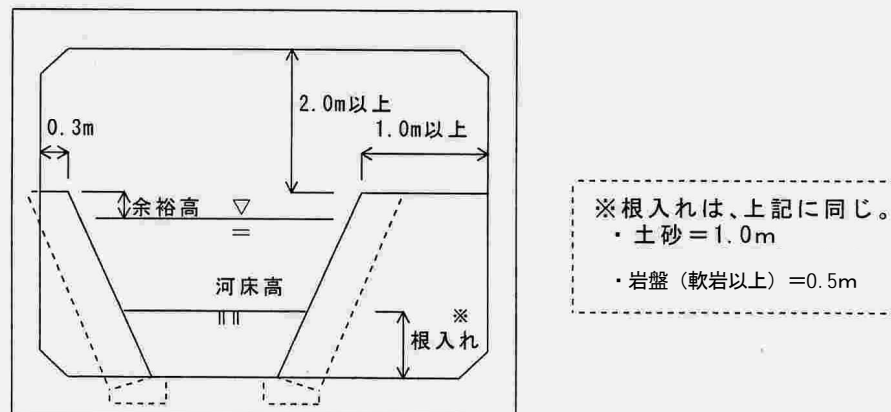 2.0m以上
0.3m
1.0m以上
余裕高
河床高
※
根入れ
※根入れは、上記に同じ。
・土砂＝1.0m
・岩盤（軟岩以上）＝0.5m